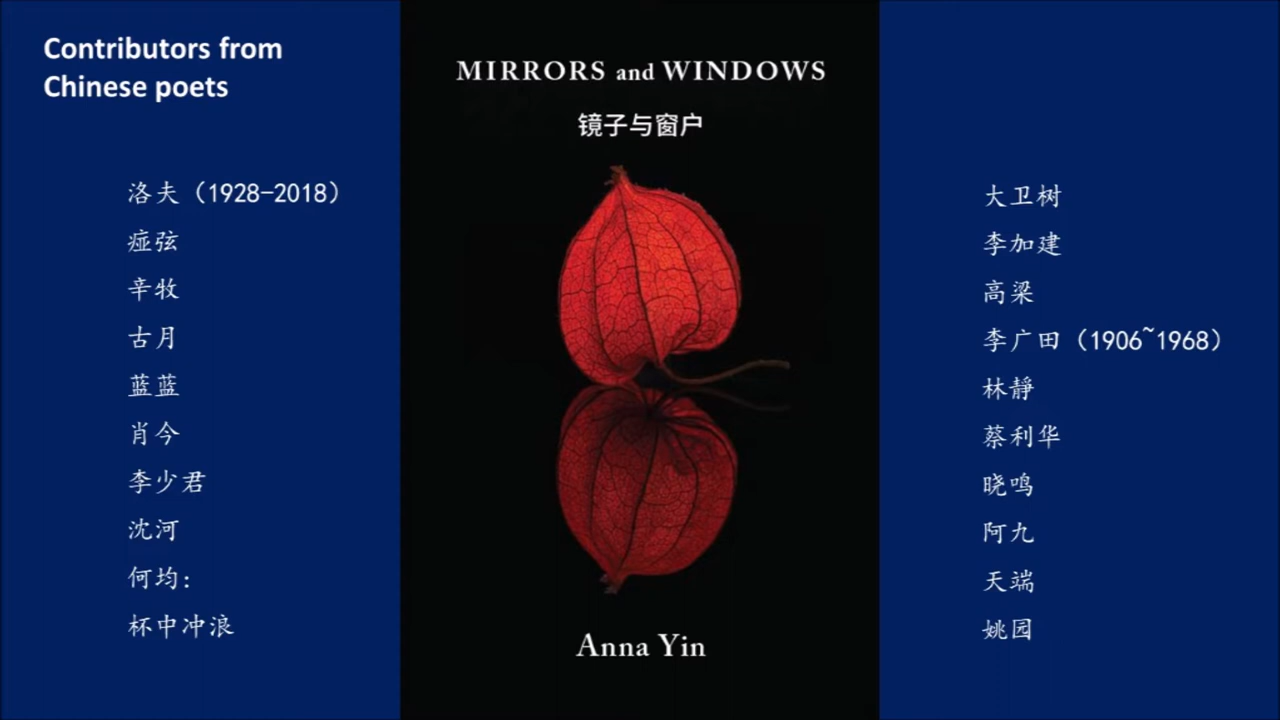 Contributors from
Chinese poets
洛夫（1928-2018）
痖弦
辛牧
古月
蓝蓝
肖今
李少君
沈河
何均:
杯中冲浪
MIRRORS and WINDOWS
镜子与窗户
Anna Yin
大卫树
李加建
高梁
李广田（1906~1968）
林静
蔡利华
晓鸣
阿九
天端
姚园